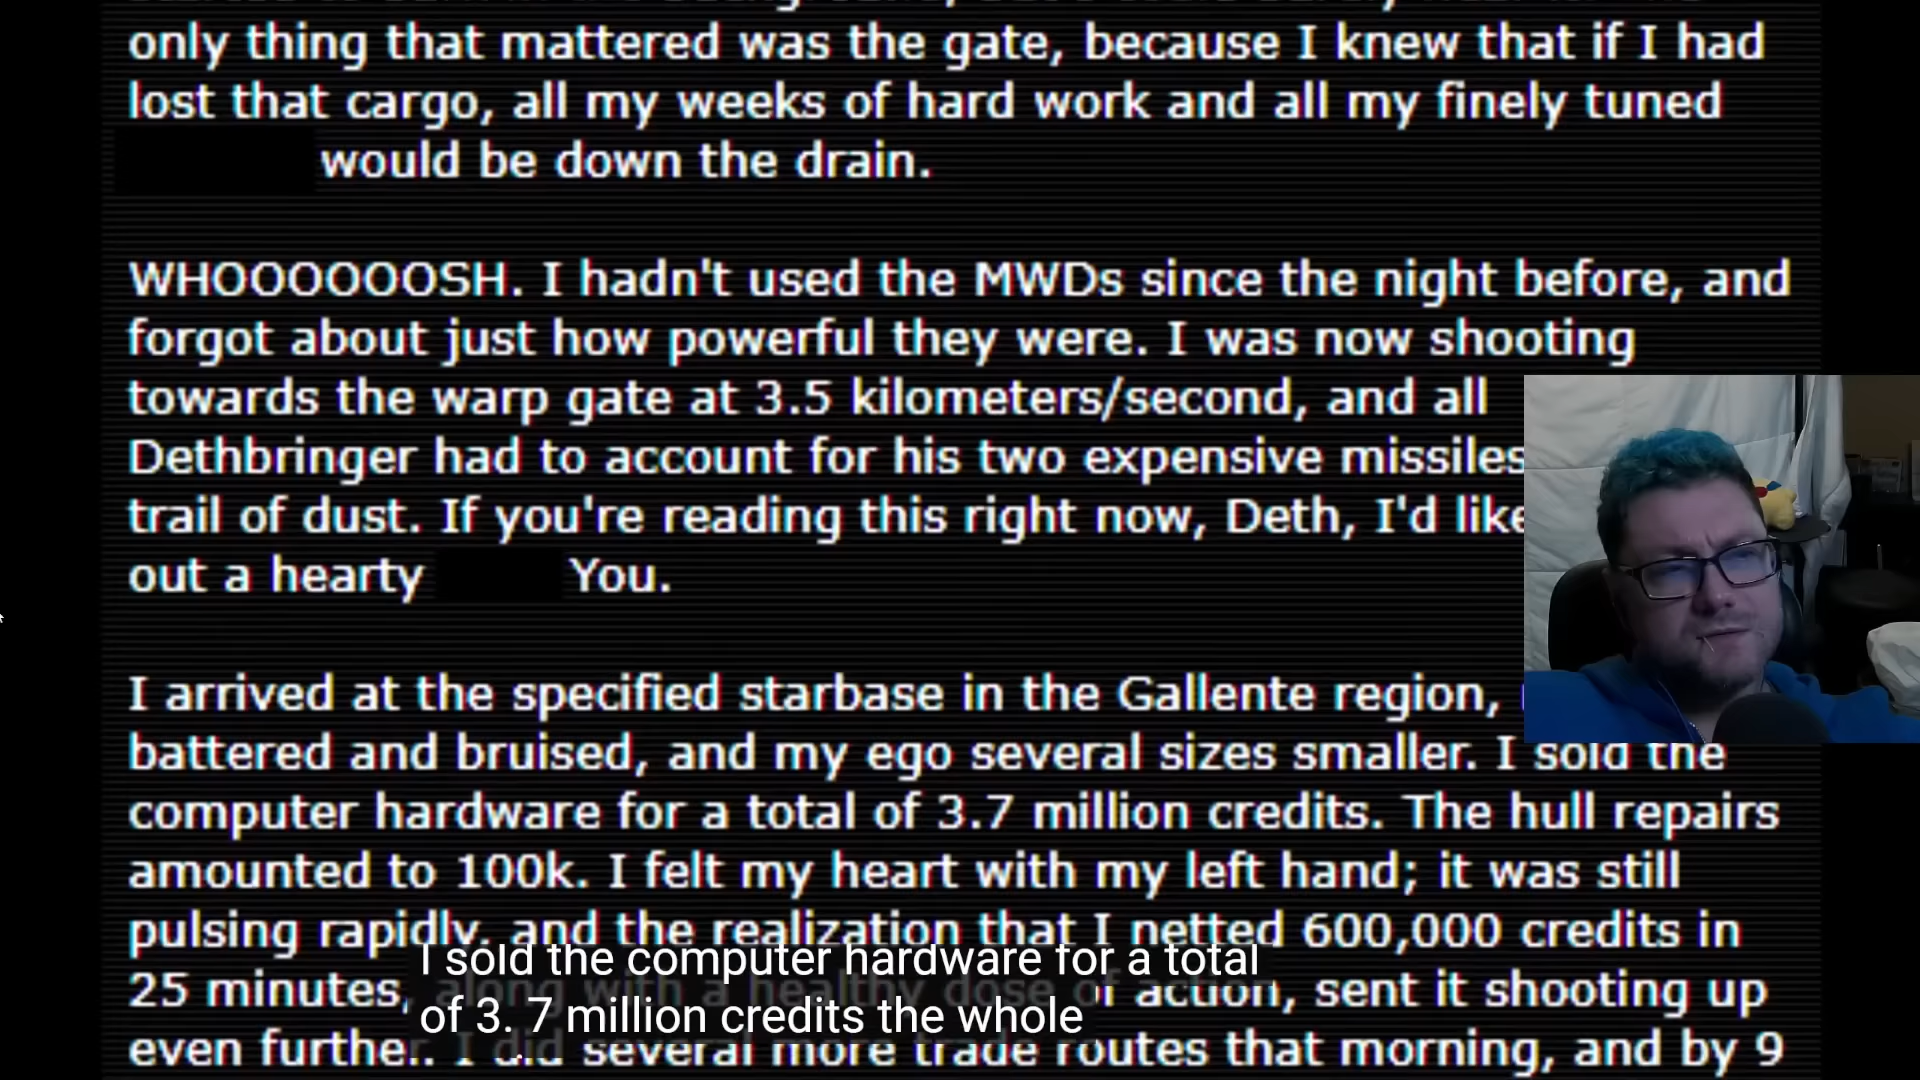 only thing that mattered was the gate, because I knew that if I had
lost that cargo, all my weeks of hard work and all my finely tuned
would be down the drain.
WHOOOOOOSH. I hadn't used the MWDs since the night before, and
forgot about just how powerful they were. I was now shooting
towards the warp gate at 3.5 kilometers/second, and all
Dethbringer had to account for his two expensive missiles
trail of dust. If you're reading this right now, Deth, I'd like
out a hearty You.
I arrived at the specified starbase in the Gallente region,
battered and bruised, and my ego several sizes smaller. I sold the
computer hardware for a total of 3.7 million credits. The hull repairs
amounted to 100k. I felt my heart with my left hand; it was still
pulsing rapidly, and the realization that I netted 600,000 credits in
25 minutes, along with a healthy dose of action, sent it shooting up
even further. I did several more trade routes that morning, and by 9
I sold the computer hardware for a total
of 3. 7 million credits the whole